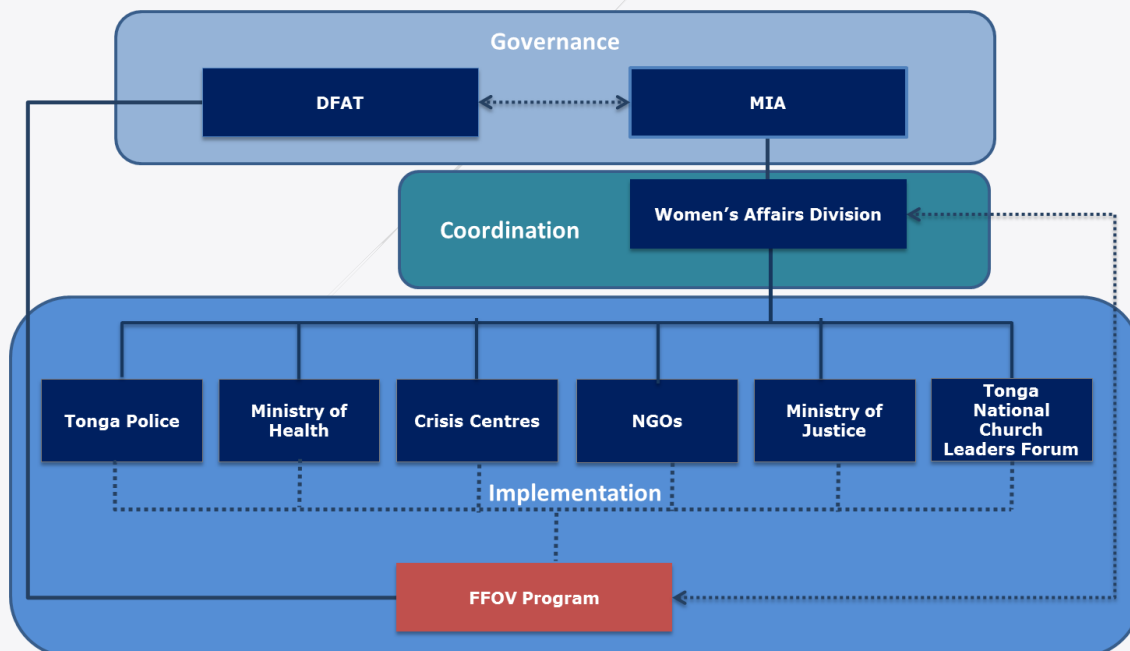 Governance
DFAT
MIA
Women’s Affairs Division
Coordination
Tonga Police
Ministry of
Health
Crisis Centres
NGOs
Ministry of
Justice
Tonga
National
Church
Leaders Forum
Implementation
FFOV Program